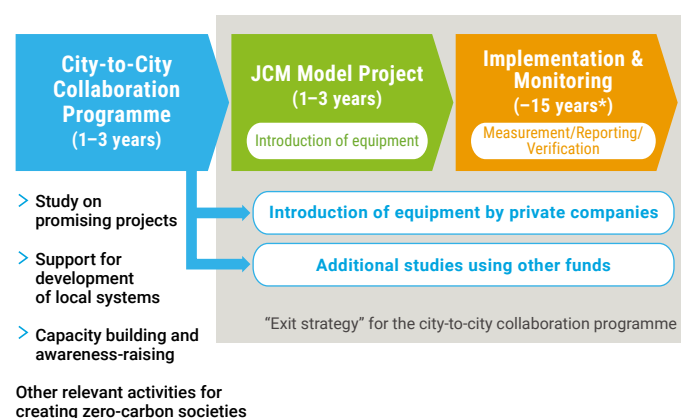 City-to-City
Collaboration
Programme
(1–3 years)
JCM Model Project
(1–3 years)
Introduction of equipment
Implementation &
Monitoring
(–15 years*)
Measurement/Reporting/
Verification
> Study on
promising projects
> Support for
development
of local systems
> Capacity building and
awareness-raising
Other relevant activities for
creating zero-carbon societies
Introduction of equipment by private companies
Additional studies using other funds
“Exit strategy” for the city-to-city collaboration programme